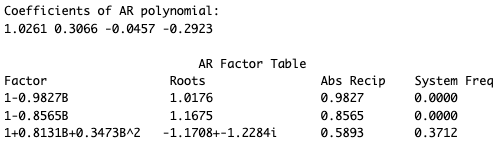 Coefficients of AR polynomial:
1.0261 0.3066 -0.0457 -0.2923
AR Factor Table
Factor Roots Abs Recip System Freq
1-0.9827B 1.0176 0.9827 0.0000
1-0.8565B 1.1675 0.8565 0.0000
1+0.8131B+0.3473B^2 -1.1708+-1.2284i 0.5893 0.3712